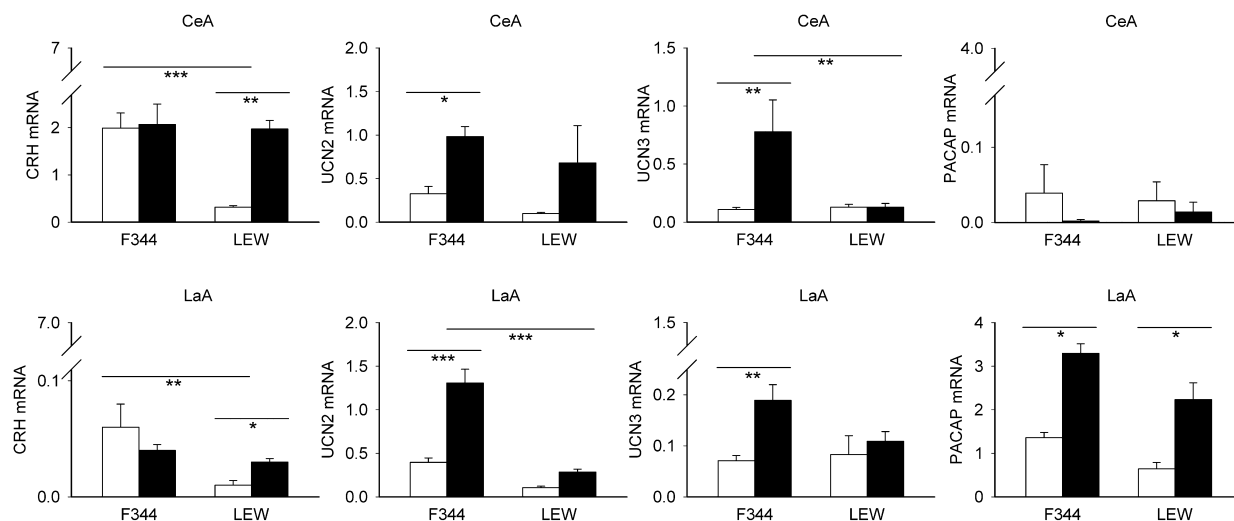 CeA
7
2
1
0
CRH mRNA
***
**
F344 LEW
CeA
2.0
1.5
1.0
0.5
0.0
UCN2 mRNA
*
F344 LEW
CeA
1.5
1.0
0.5
0.0
UCN3 mRNA
**
**
F344 LEW
CeA
4.0
0.1
0.0
PACAP mRNA
F344 LEW
LaA
7.0
0.1
0.0
CRH mRNA
**
*
F344 LEW
LaA
2.0
1.5
1.0
0.5
0.0
UCN2 mRNA
***
***
F344 LEW
LaA
1.5
0.2
0.1
0.0
UCN3 mRNA
**
F344 LEW
LaA
4
3
2
1
0
PACAP mRNA
*
*
F344 LEW